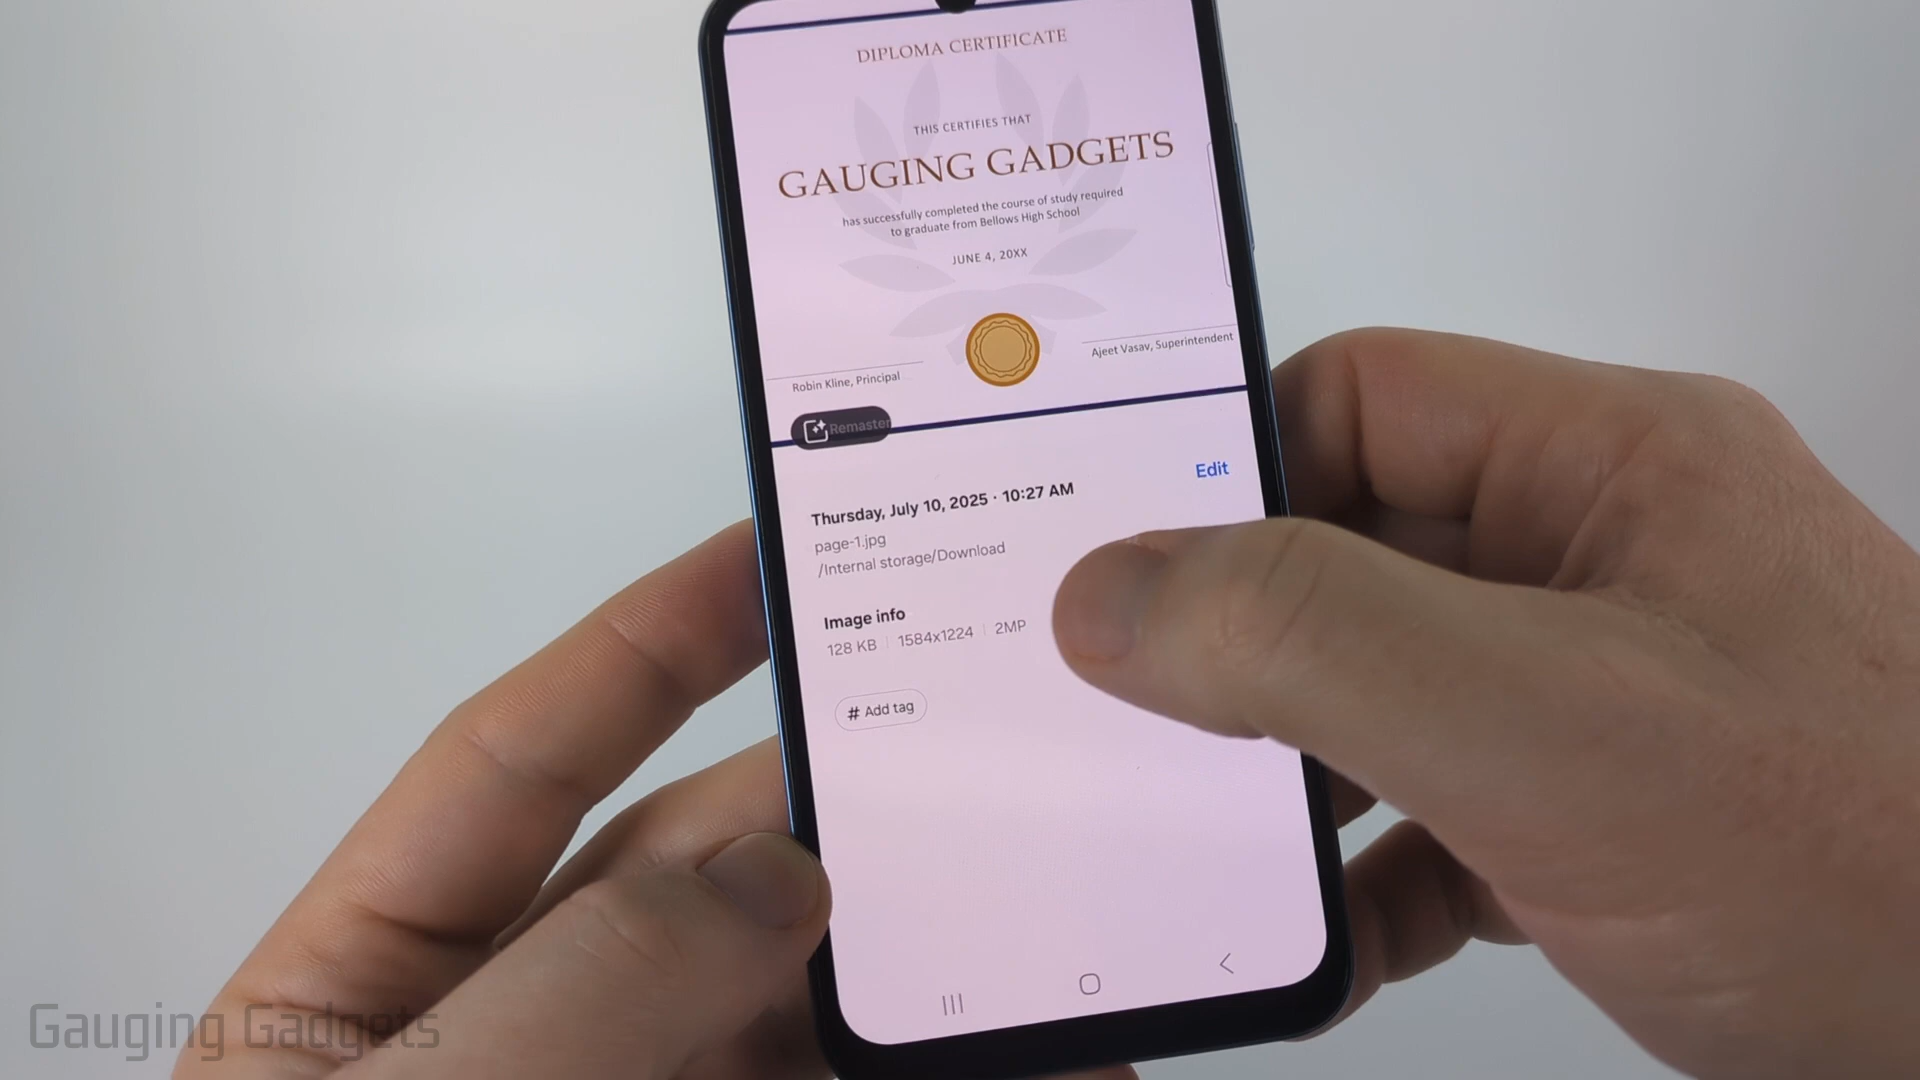 DIPLOMA CERTIFICATE
THIS CERTIFIES THAT
GAUGING GADGETS
has successfully completed the course of study required
to graduate from Bellows High School
JUNE 4, 20XX
Robin Kline, Principal
Ajeet Vasav, Superintendent
Remaster
Edit
Thursday, July 10, 2025 · 10:27 AM
page-1.jpg
/Internal storage/Download
Image info
128 KB | 1584x1224 | 2MP
# Add tag
Gauging Gadgets